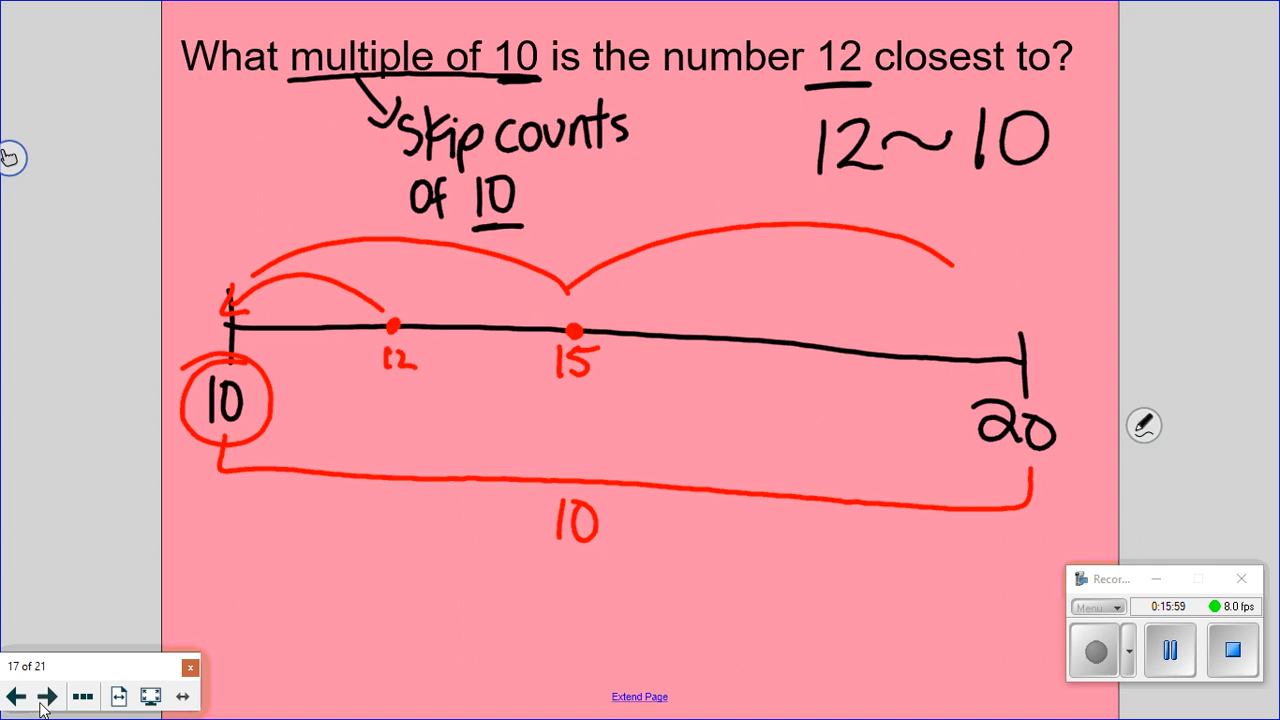 What multiple of 10 is the number 12 closest to?
skip counts
of 10
12~10
12
15
10
20
10
Recor...
Menu
0:15:59
8.0 fps
17 of 21
x
Extend Page